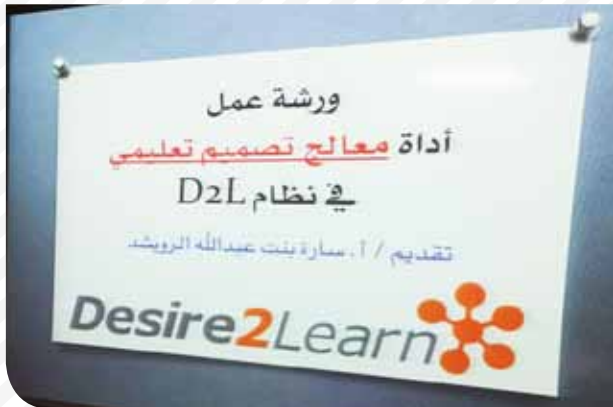 ورشة عمل
أداة معالج تصميم تعليمي
في نظام D2L
تقديم / أ. سارة بنت عبدالله الرويشد
Desire2Learn